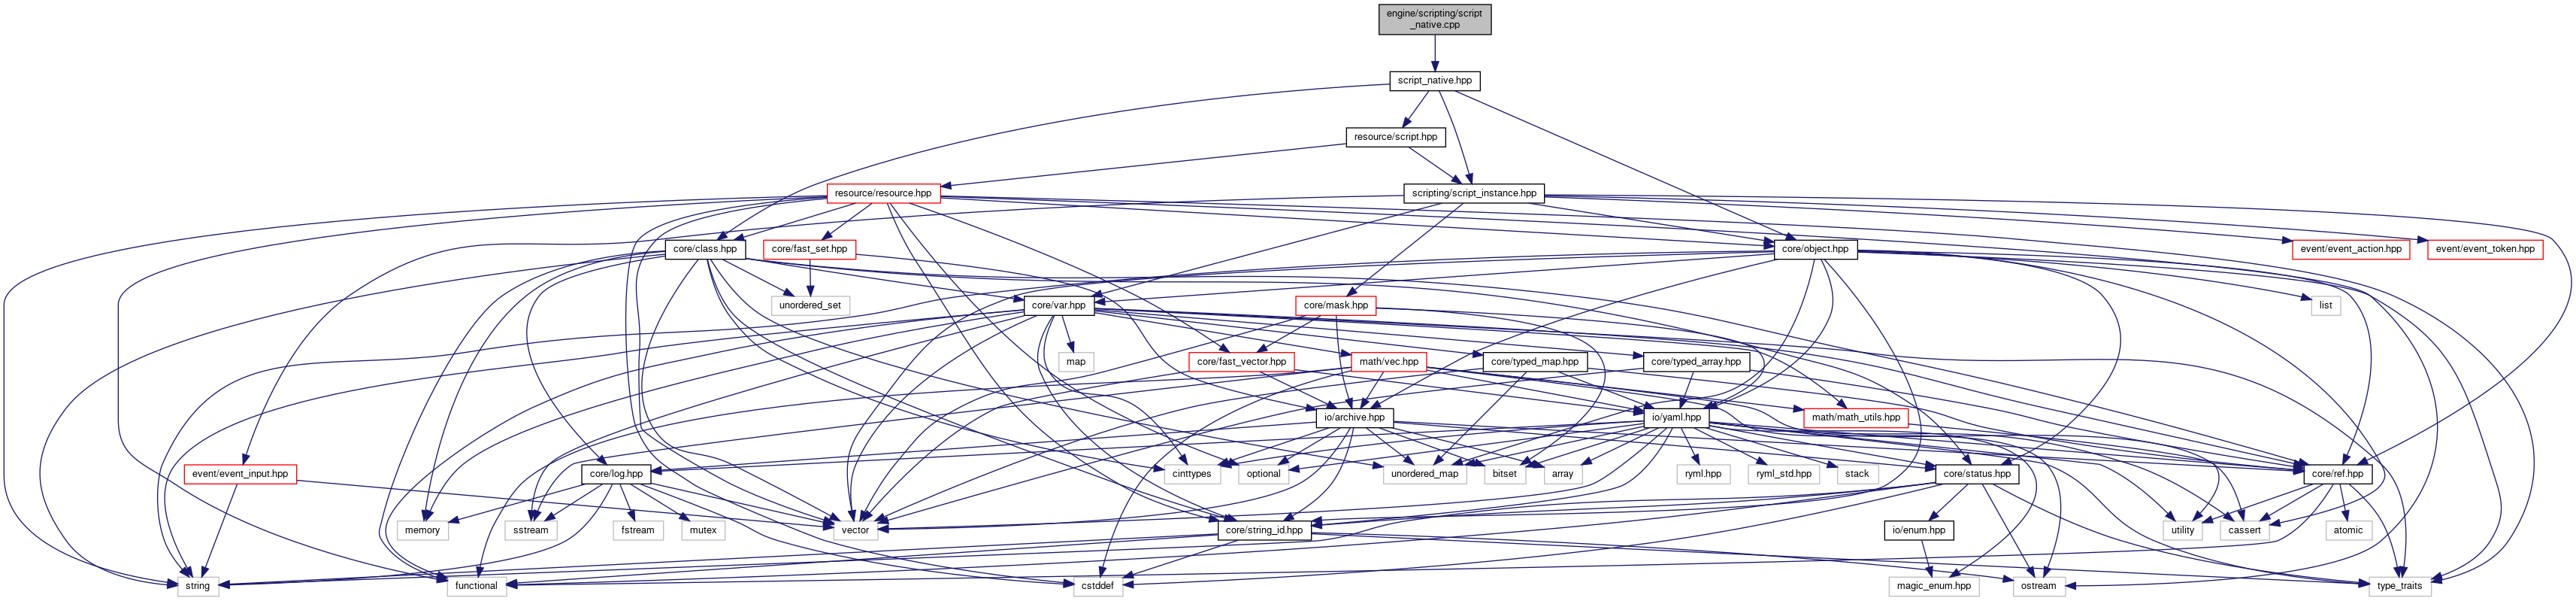 engine/scripting/script
_native.cpp
script_native.hpp
resource/script.hpp
resource/resource.hpp
scripting/script_instance.hpp
core/class.hpp
core/fast_set.hpp
core/object.hpp
event/event_action.hpp
event/event_token.hpp
unordered_set
core/var.hpp
core/mask.hpp
list
map
core/fast_vector.hpp
math/vec.hpp
core/typed_map.hpp
core/typed_array.hpp
io/archive.hpp
io/yaml.hpp
math/math_utils.hpp
event/event_input.hpp
core/log.hpp
cinttypes
optional
unordered_map
bitset
array
ryml.hpp
ryml_std.hpp
stack
core/status.hpp
core/ref.hpp
memory
sstream
fstream
mutex
vector
core/string_id.hpp
io/enum.hpp
utility
cassert
atomic
string
functional
cstddef
magic_enum.hpp
ostream
type_traits